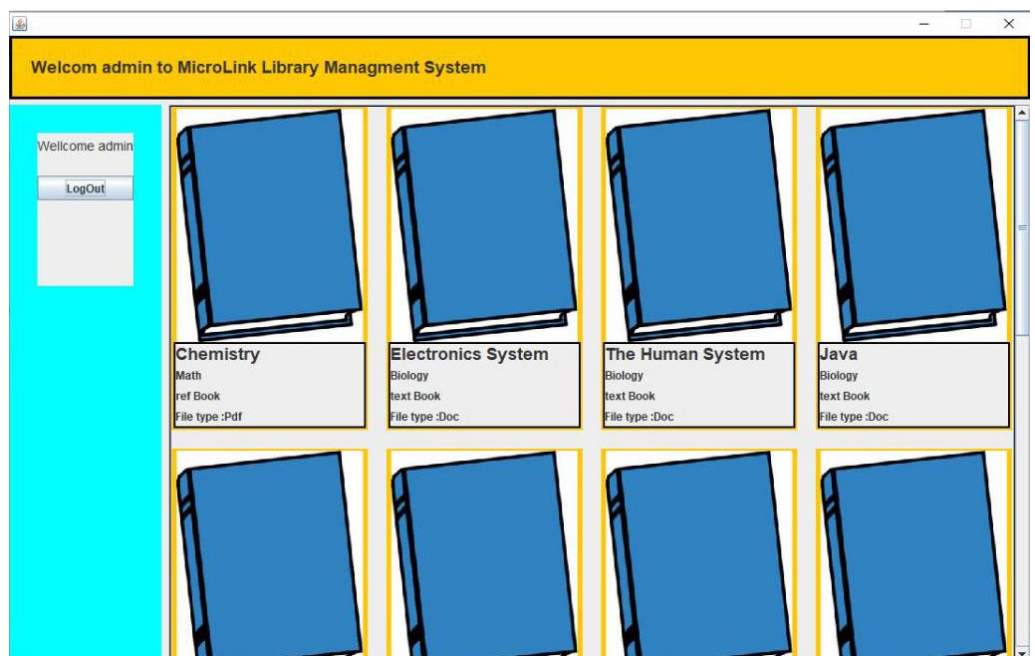 Welcom admin to MicroLink Library Managment System
Wellcome admin
LogOut
Chemistry
Math
ref Book
File type :Pdf
Electronics System
Biology
text Book
File type :Doc
The Human System
Biology
text Book
File type :Doc
Java
Biology
text Book
File type :Doc